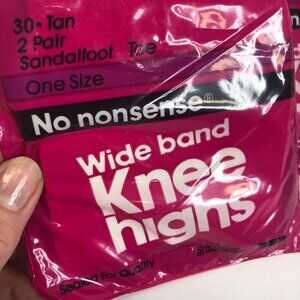 30 • Tan
2 Pair
Sandalfoot Toe
One Size
No nonsense®
Wide band
Knee
highs
Sealed For Quality